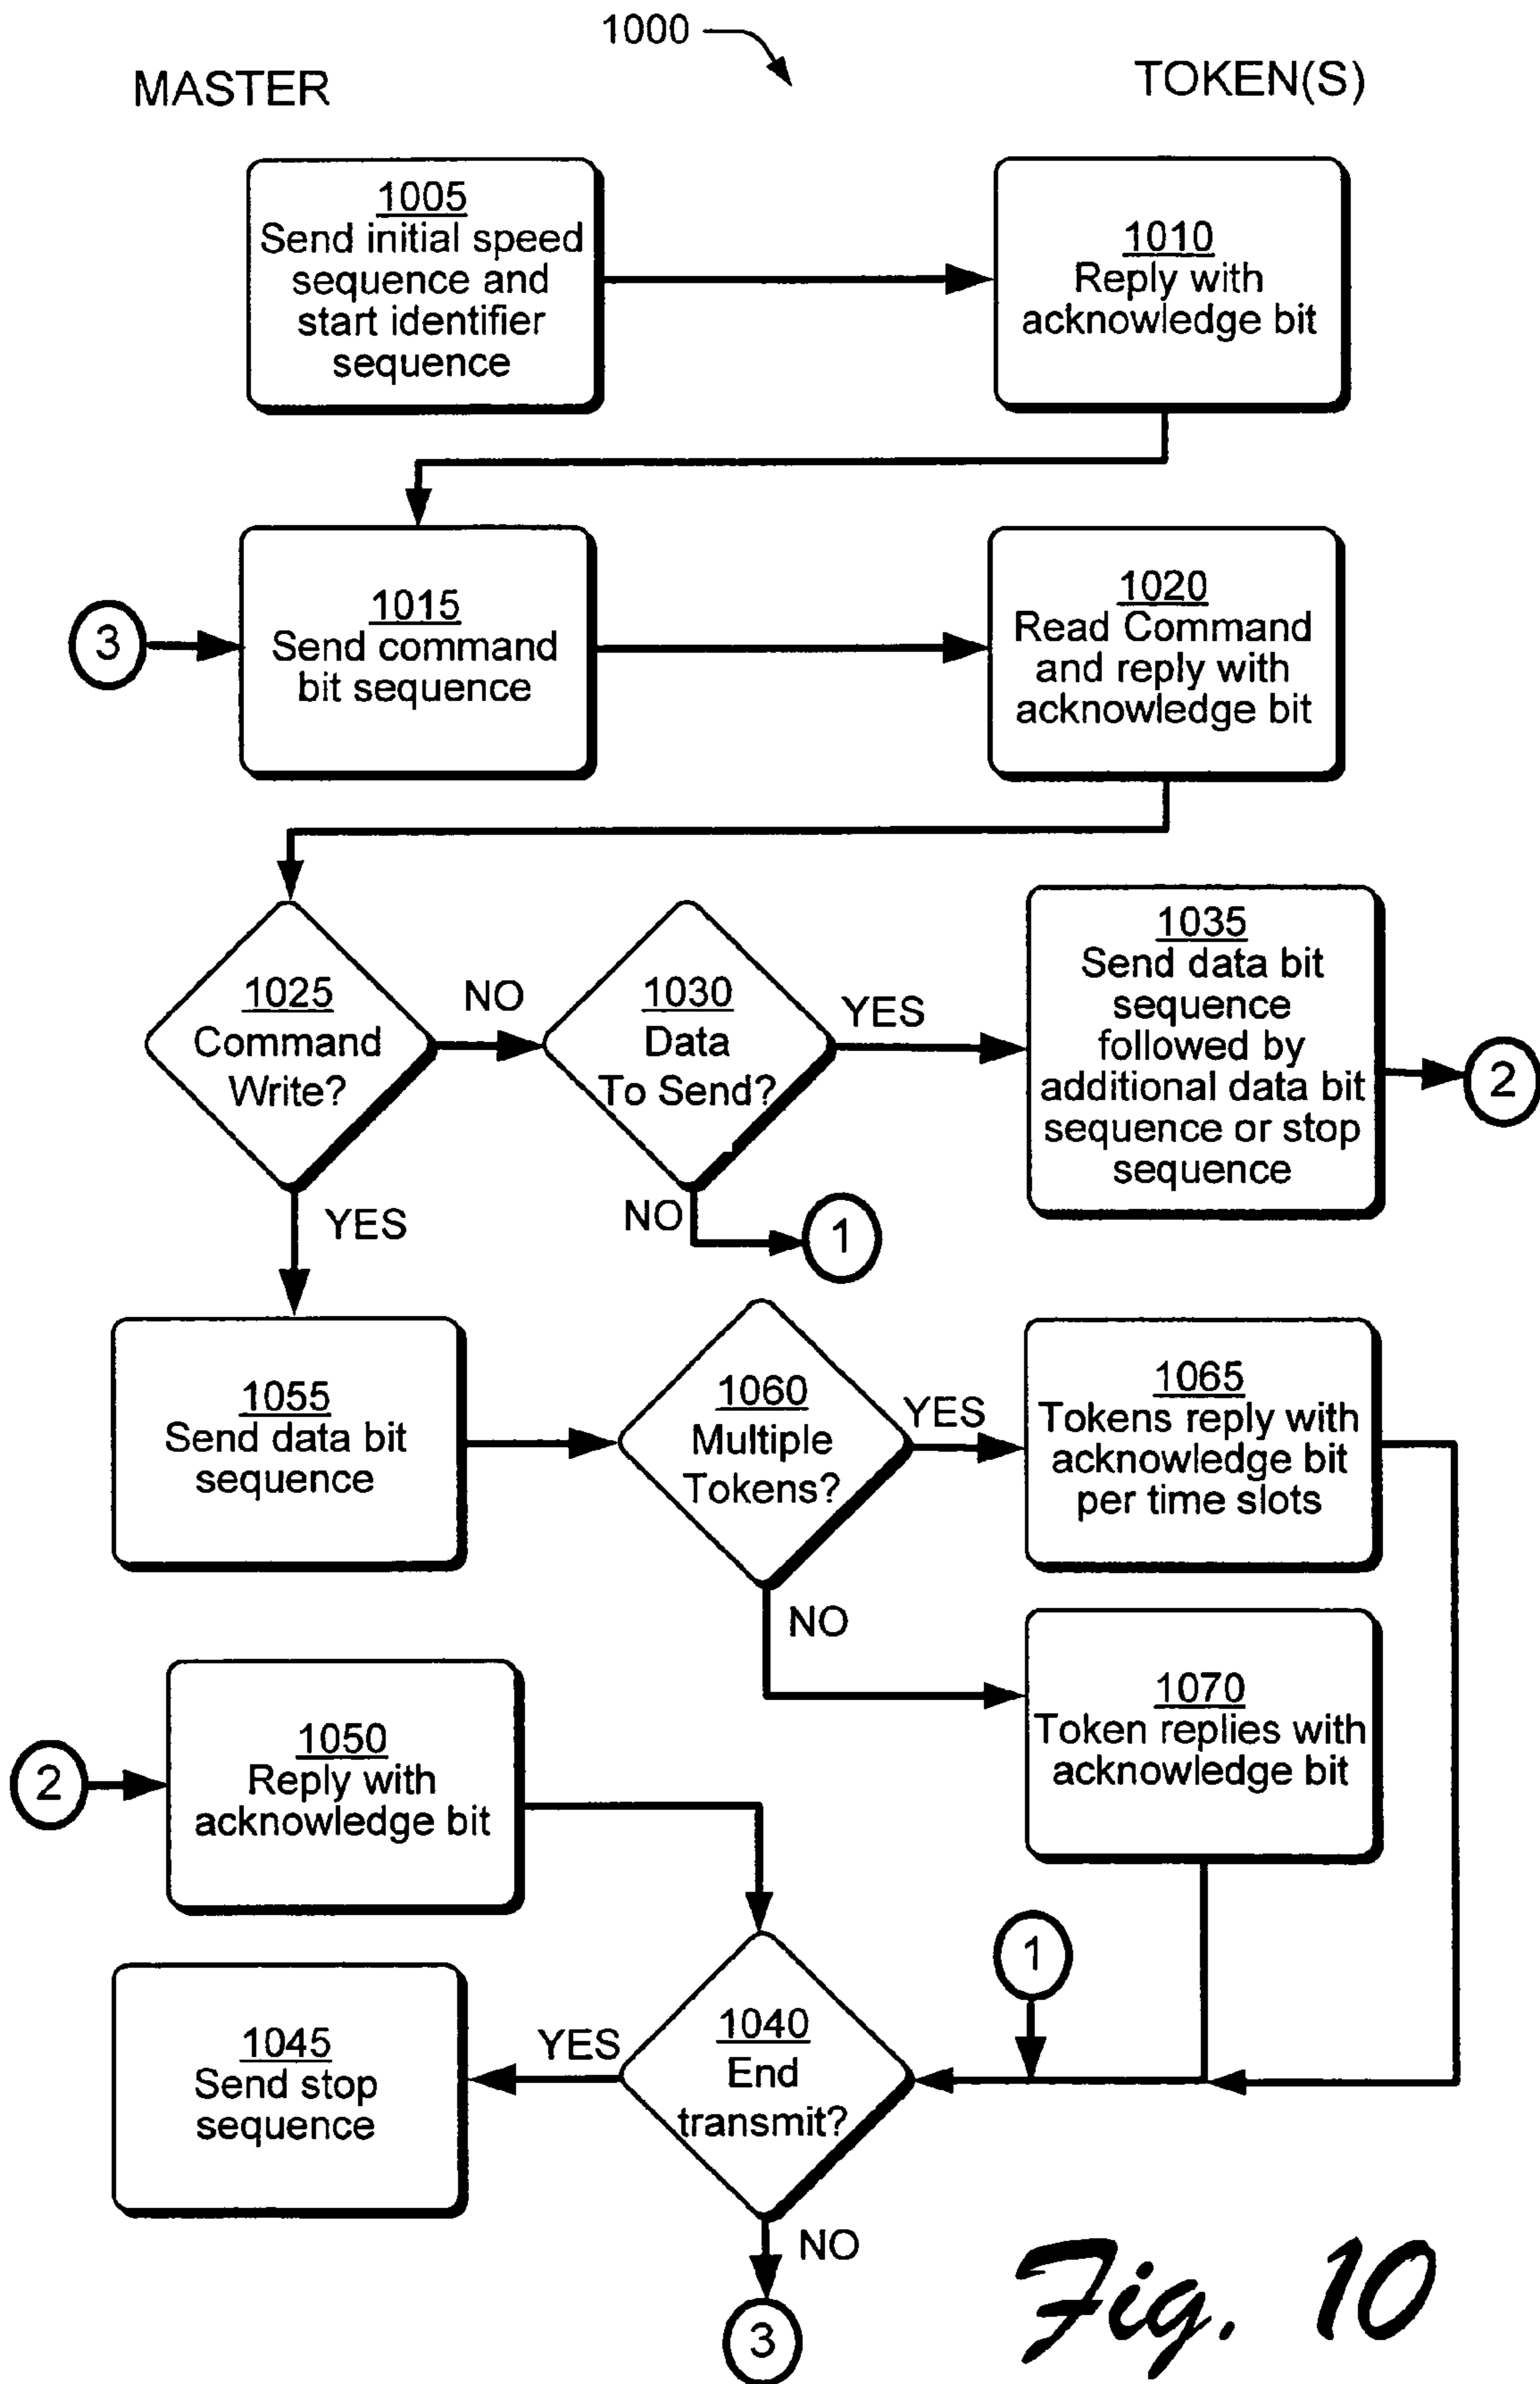 1000
MASTER
TOKEN(S)
1005
Send initial speed
sequence and
start identifier
sequence
1010
Reply with
acknowledge bit
3
1015
Send command
bit sequence
1020
Read Command
and reply with
acknowledge bit
1025
Command
Write?
NO
YES
1030
Data
To Send?
YES
NO
1
1035
Send data bit
sequence
followed by
additional data bit
sequence or stop
sequence
2
1055
Send data bit
sequence
1060
Multiple
Tokens?
YES
NO
1065
Tokens reply with
acknowledge bit
per time slots
1070
Token replies with
acknowledge bit
2
1050
Reply with
acknowledge bit
1
1040
End
transmit?
YES
NO
1045
Send stop
sequence
3
Fig. 10